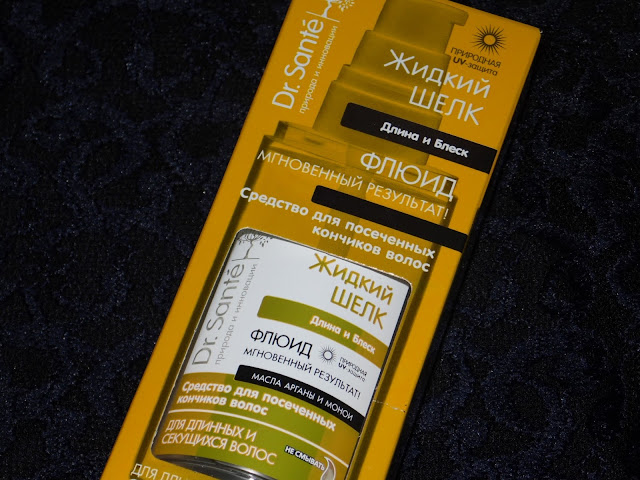 Dr. Santé
природа и инновации
ПРИРОДНАЯ
UV-защита
Жидкий
ШЕЛК
Длина и Блеск
ФЛЮИД
МГНОВЕННЫЙ РЕЗУЛЬТАТ!
Средство для посеченных
кончиков волос
Dr. Santé
природа и инновации
Жидкий
ШЕЛК
Длина и Блеск
ФЛЮИД
ПРИРОДНАЯ
UV-защита
МГНОВЕННЫЙ РЕЗУЛЬТАТ!
МАСЛА АРГАНЫ И МОНОИ
Средство для посеченных
кончиков волос
ДЛЯ ДЛИННЫХ И
СЕКУЩИХСЯ ВОЛОС
НЕ СМЫВАТЬ